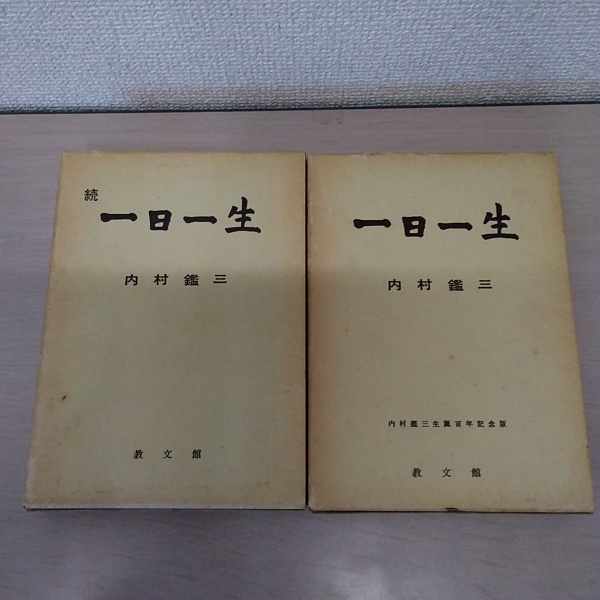 続
一日一生
内村鑑三
教文館
一日一生
内村鑑三
内村鑑三生誕百年記念版
教文館